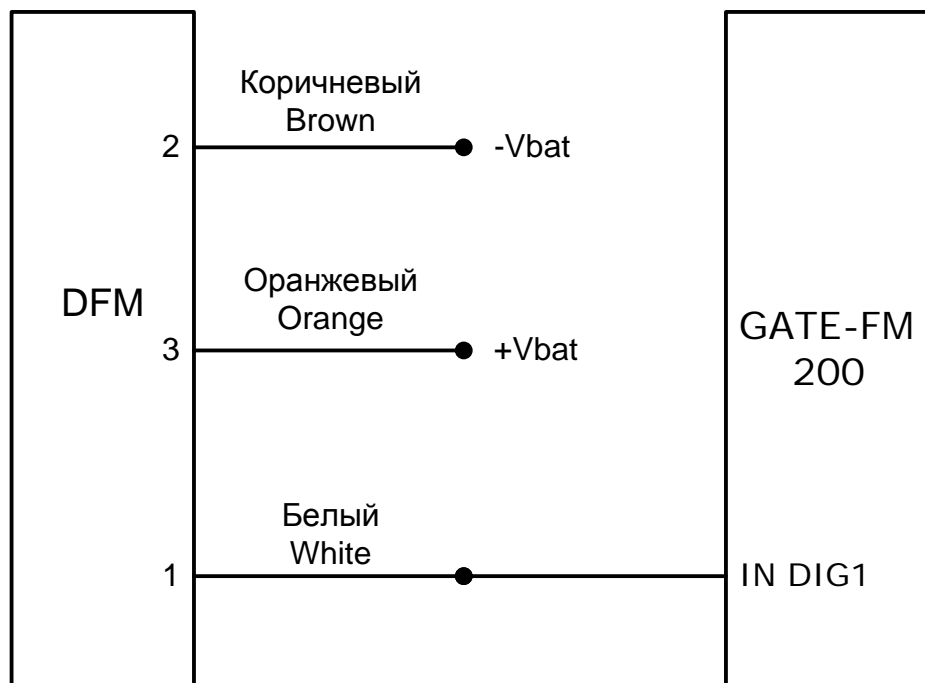 Коричневый
Brown
2
-Vbat
Оранжевый
Orange
DFM
3
+Vbat
GATE-FM
200
Белый
White
1
IN DIG1